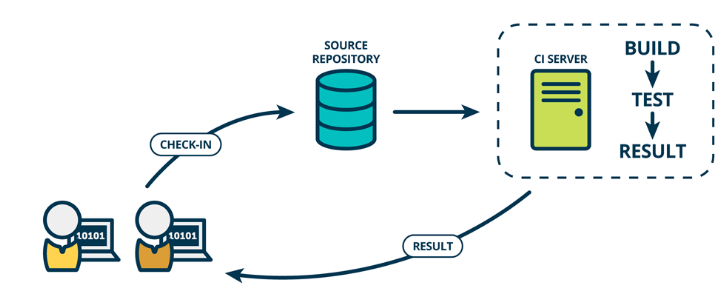 SOURCE
REPOSITORY
CI SERVER
BUILD
TEST
RESULT
CHECK-IN
10101
10101
RESULT